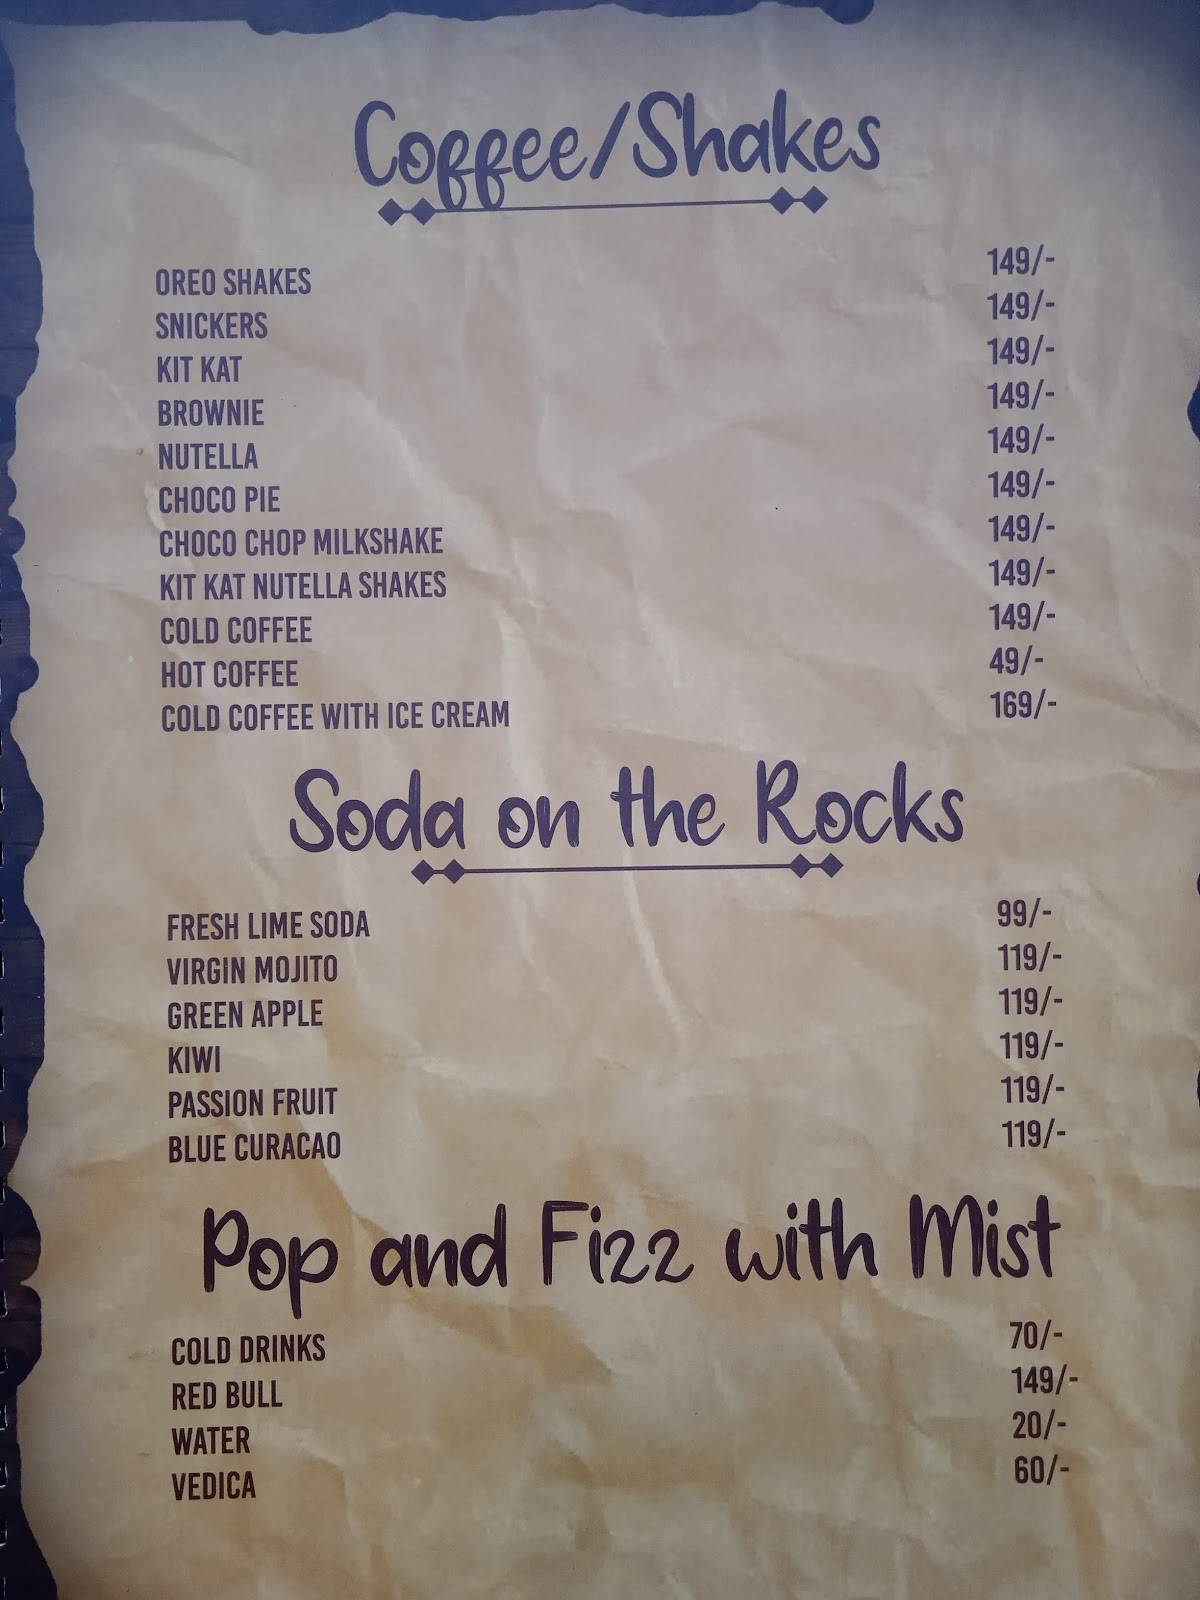 Coffee/Shakes
OREO SHAKES 149/-
SNICKERS 149/-
KIT KAT 149/-
BROWNIE 149/-
NUTELLA 149/-
CHOCO PIE 149/-
CHOCO CHOP MILKSHAKE 149/-
KIT KAT NUTELLA SHAKES 149/-
COLD COFFEE 149/-
HOT COFFEE 49/-
COLD COFFEE WITH ICE CREAM 169/-
Soda on the Rocks
FRESH LIME SODA 99/-
VIRGIN MOJITO 119/-
GREEN APPLE 119/-
KIWI 119/-
PASSION FRUIT 119/-
BLUE CURACAO 119/-
Pop and Fizz with Mist
COLD DRINKS 70/-
RED BULL 149/-
WATER 20/-
VEDICA 60/-